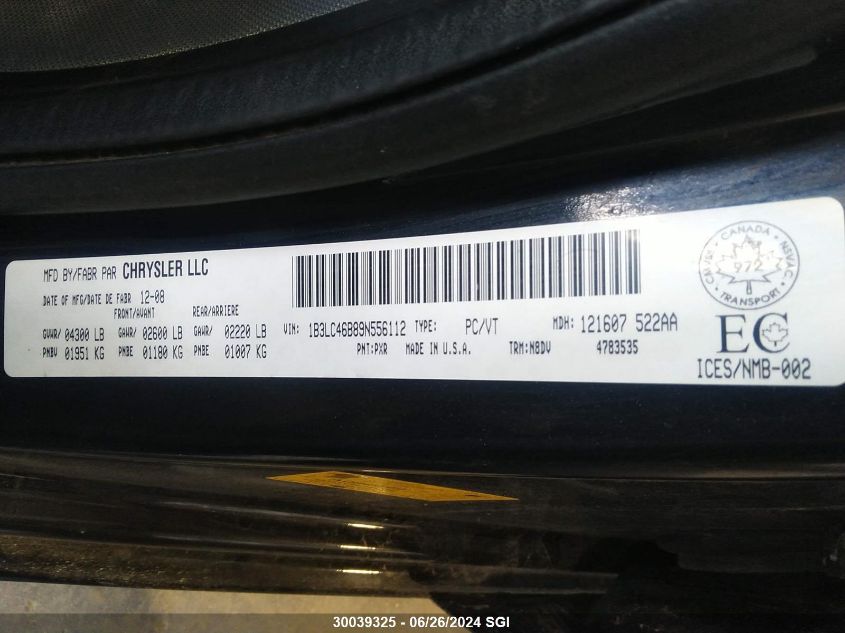 MFD BY/FABR PAR CHRYSLER LLC
DATE OF MFG/DATE DE FABR 12-08
FRONT/AVANT REAR/ARRIERE
GVWR/ 04300 LB GAWR/ 02600 LB GAWR/ 02220 LB
PNBV 01951 KG PNBE 01180 KG PNBE 01007 KG
VIN: 1B3LC46B89N556112 TYPE: PC/VT MDH: 121607 522AA
PNT:PXR MADE IN U.S.A. TRM:N8DV 4783535
CANADA
CMVSS NSVAC
972
TRANSPORT
EC
ICES/NMB-002
30039325 - 06/26/2024 SGI